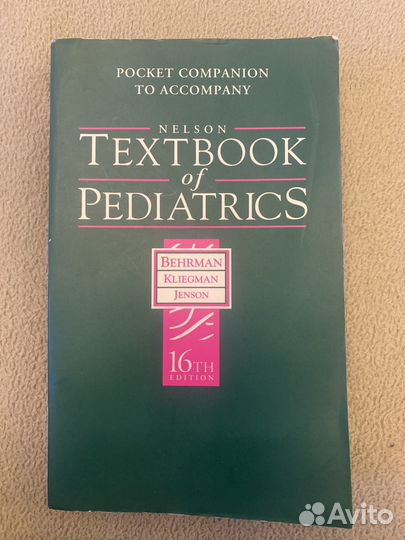 POCKET COMPANION
TO ACCOMPANY
NELSON
TEXTBOOK
of
PEDIATRICS
BEHRMAN
KLIEGMAN
JENSON
16TH
EDITION
Avito